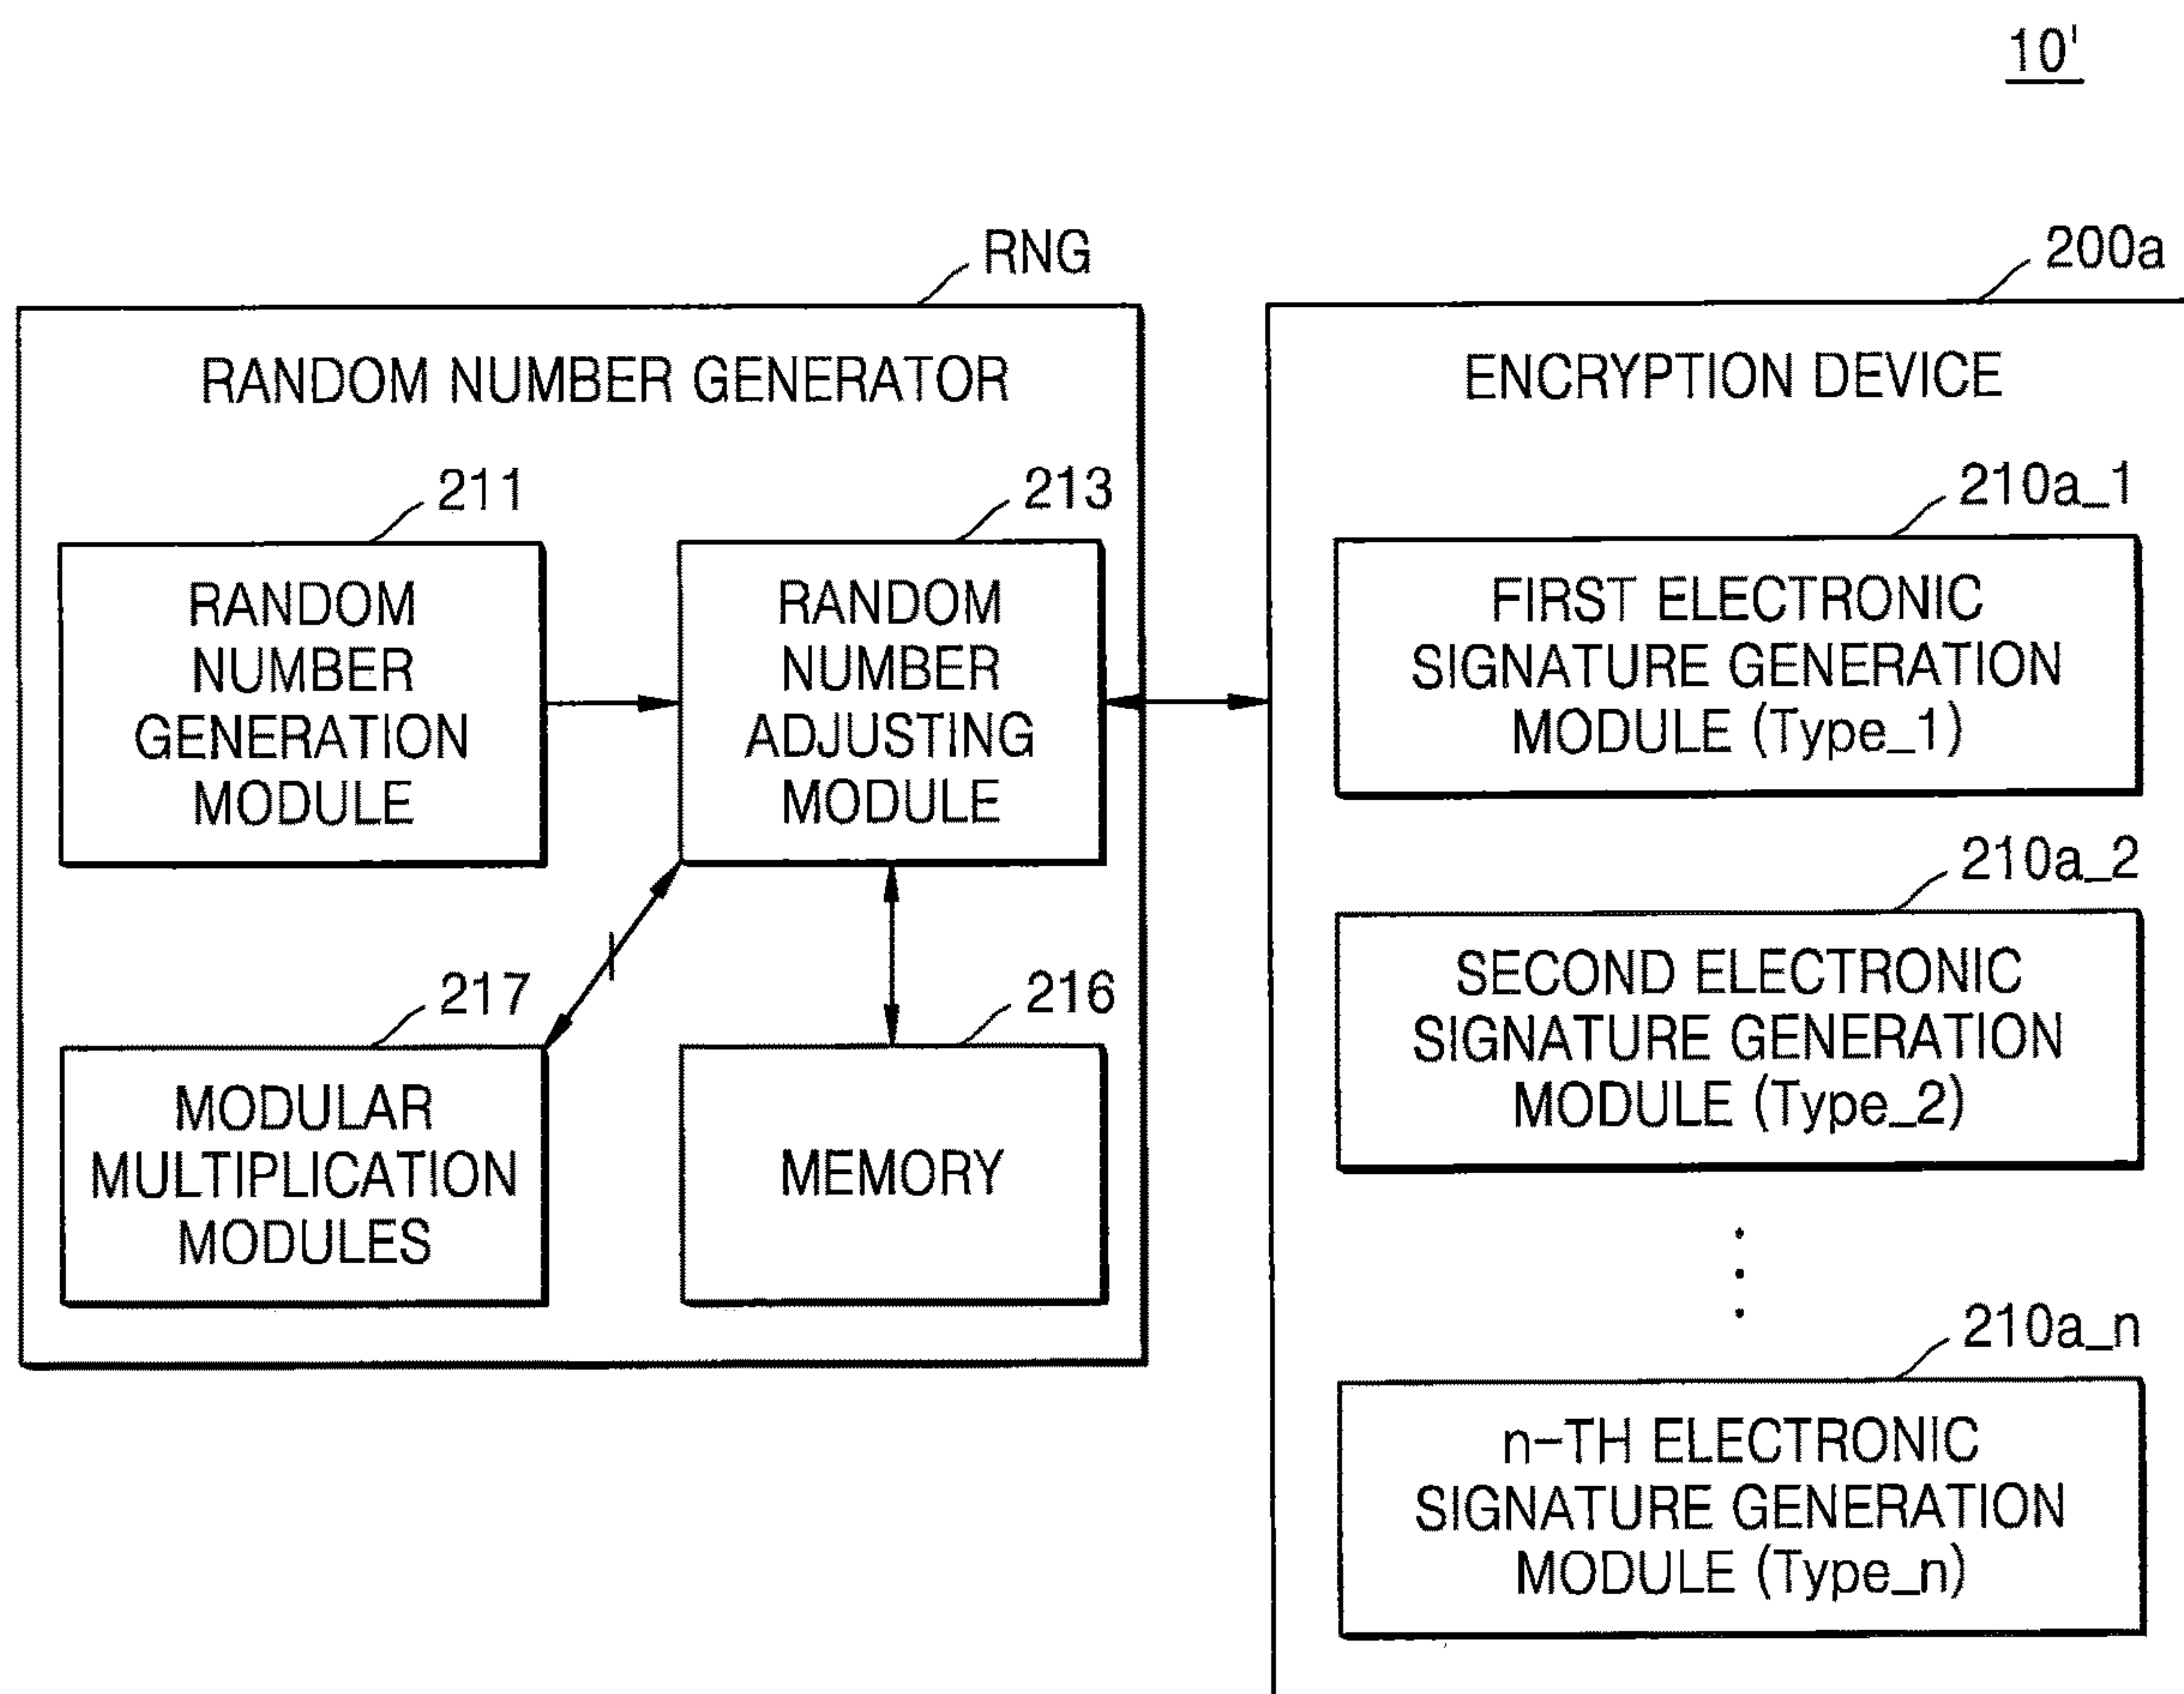 10'
RNG
200a
RANDOM NUMBER GENERATOR
ENCRYPTION DEVICE
211
213
210a_1
RANDOM
NUMBER
GENERATION
MODULE
RANDOM
NUMBER
ADJUSTING
MODULE
FIRST ELECTRONIC
SIGNATURE GENERATION
MODULE (Type_1)
210a_2
SECOND ELECTRONIC
SIGNATURE GENERATION
MODULE (Type_2)
217
216
MODULAR
MULTIPLICATION
MODULES
MEMORY
210a_n
n-TH ELECTRONIC
SIGNATURE GENERATION
MODULE (Type_n)